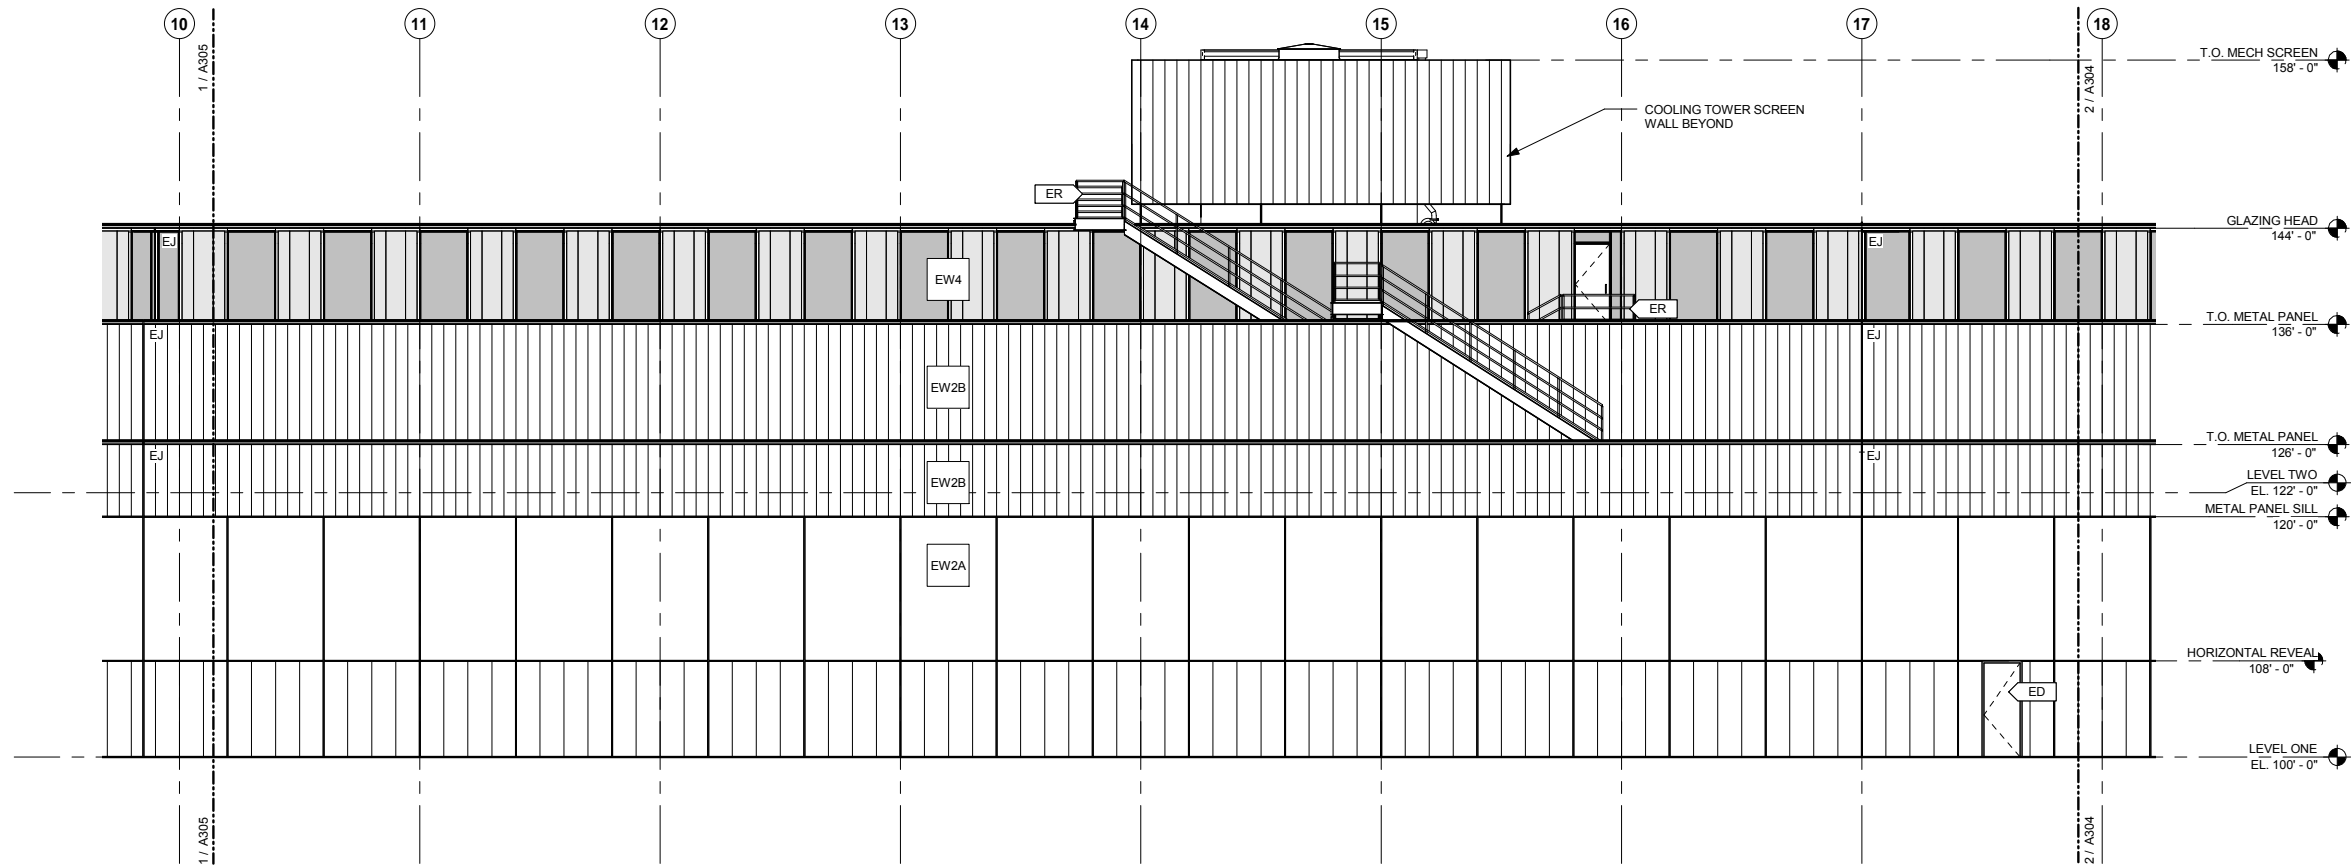 10
11
12
13
14
15
16
17
18
1 / A305
2 / A304
T.O. MECH SCREEN
158' - 0"
COOLING TOWER SCREEN
WALL BEYOND
ER
GLAZING HEAD
144' - 0"
EJ
EJ
EW4
ER
T.O. METAL PANEL
136' - 0"
EJ
EJ
EW2B
T.O. METAL PANEL
126' - 0"
EJ
EJ
EW2B
LEVEL TWO
EL. 122' - 0"
METAL PANEL SILL
120' - 0"
EW2A
HORIZONTAL REVEAL
108' - 0"
ED
LEVEL ONE
EL. 100' - 0"
1 / A305
2 / A304